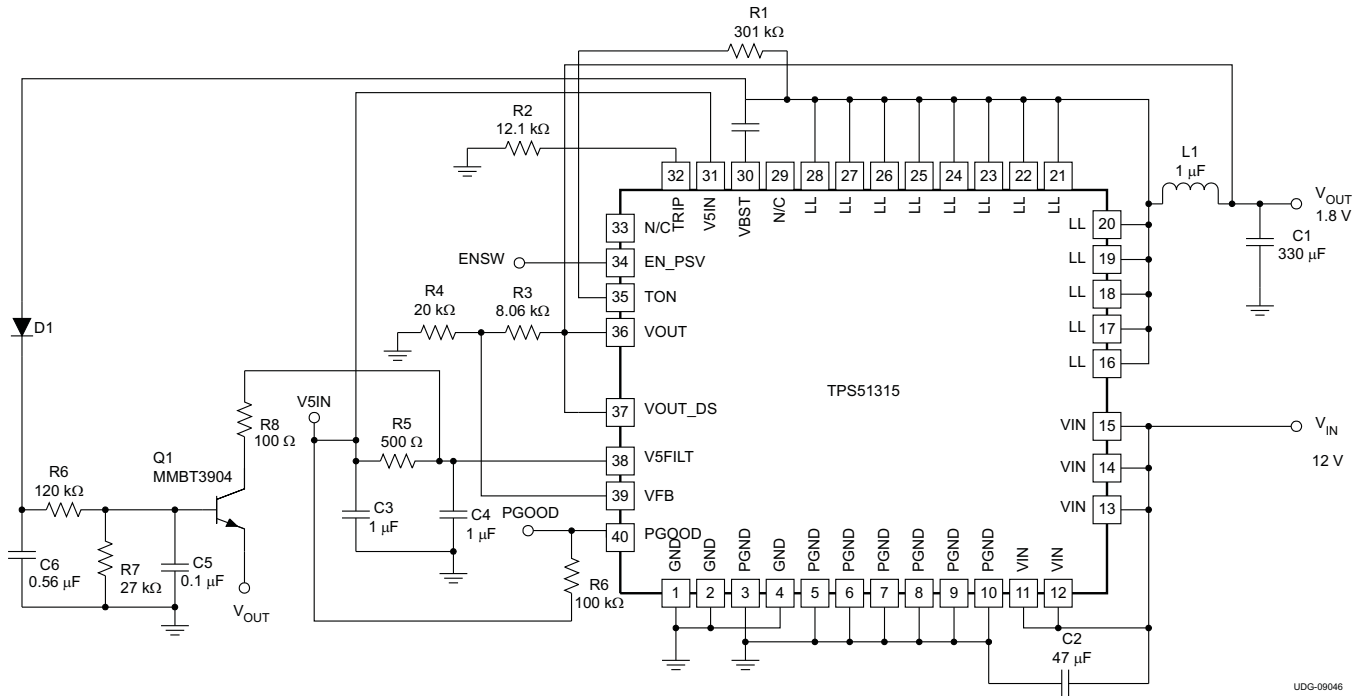 R1
301 kΩ
R2
12.1 kΩ
32
31
30
29
28
27
26
25
24
23
22
21
TRIP
V5IN
VBST
N/C
LL
LL
LL
LL
LL
LL
LL
LL
L1
1 μF
VOUT
1.8 V
C1
330 μF
33
N/C
ENSW
34
EN_PSV
35
TON
R4
20 kΩ
R3
8.06 kΩ
36
VOUT
37
VOUT_DS
38
V5FILT
39
VFB
40
PGOOD
LL
20
LL
19
LL
18
LL
17
LL
16
TPS51315
VIN
15
VIN
14
VIN
13
VIN
12 V
D1
R8
100 Ω
V5IN
R5
500 Ω
Q1
MMBT3904
R6
120 kΩ
C3
1 μF
C4
1 μF
PGOOD
C6
0.56 μF
R7
27 kΩ
C5
0.1 μF
VOUT
R6
100 kΩ
GND
GND
PGND
GND
PGND
PGND
PGND
PGND
PGND
PGND
VIN
VIN
1
2
3
4
5
6
7
8
9
10
11
12
C2
47 μF
UDG-09046